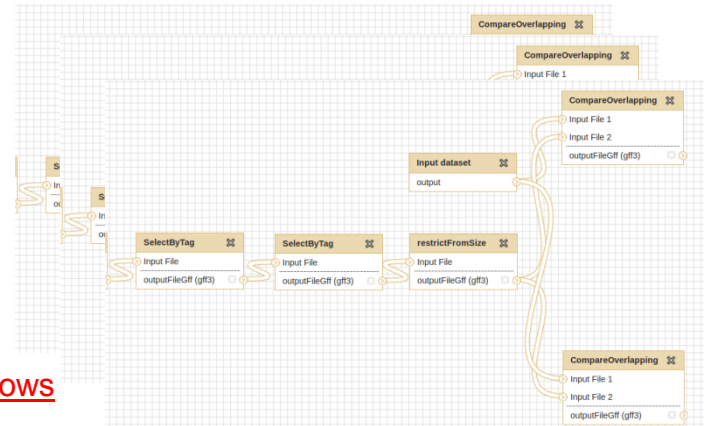 CompareOverlapping
CompareOverlapping
Input File 1
CompareOverlapping
Input File 1
Input File 2
outputFileGff (gff3)
Input dataset
output
SelectByTag
Input File
outputFileGff (gff3)
SelectByTag
Input File
outputFileGff (gff3)
restrictFromSize
Input File
outputFileGff (gff3)
CompareOverlapping
Input File 1
Input File 2
outputFileGff (gff3)
ows